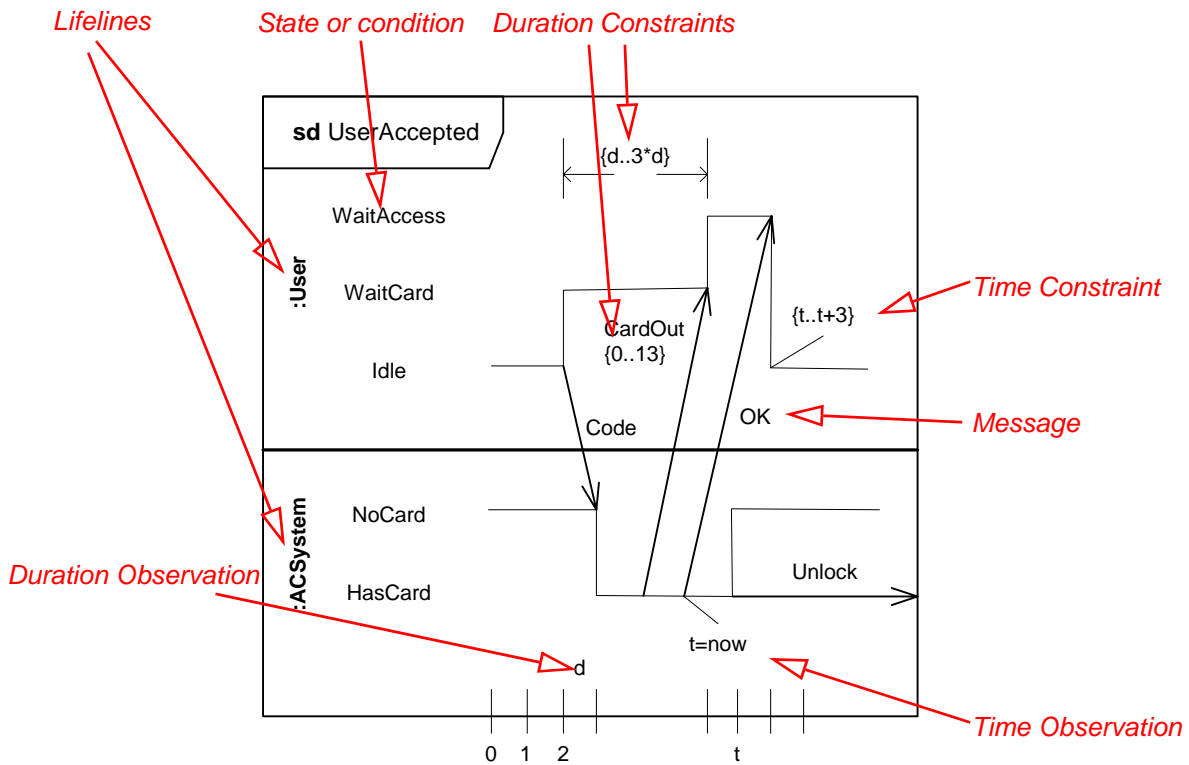 Lifelines
State or condition
Duration Constraints
sd UserAccepted
{d..3*d}
WaitAccess
:User
WaitCard
Time Constraint
{t..t+3}
CardOut
{0..13}
Idle
Code
OK
Message
:ACSystem
NoCard
Duration Observation
HasCard
Unlock
t=now
d
Time Observation
0 1 2 t